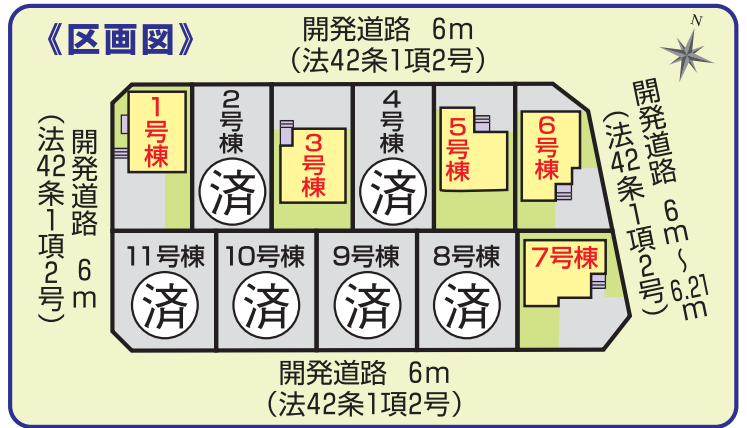 《区画図》
開発道路 6m
(法42条1項2号)
N
1号棟
2号棟
済
3号棟
4号棟
済
5号棟
6号棟
開発道路 6m
(法42条1項2号)
開発道路 6m～6.21m
(法42条1項2号)
11号棟
済
10号棟
済
9号棟
済
8号棟
済
7号棟
開発道路 6m
(法42条1項2号)